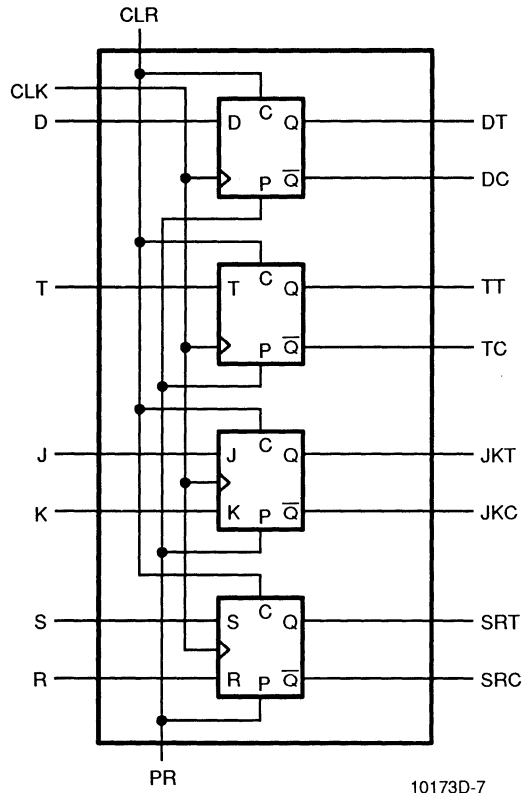 CLR
CLK
D D C Q DT
P Q̅ DC
T T C Q TT
P Q̅ TC
J J C Q JKT
K K P Q̅ JKC
S S C Q SRT
R R P Q̅ SRC
PR
10173D-7